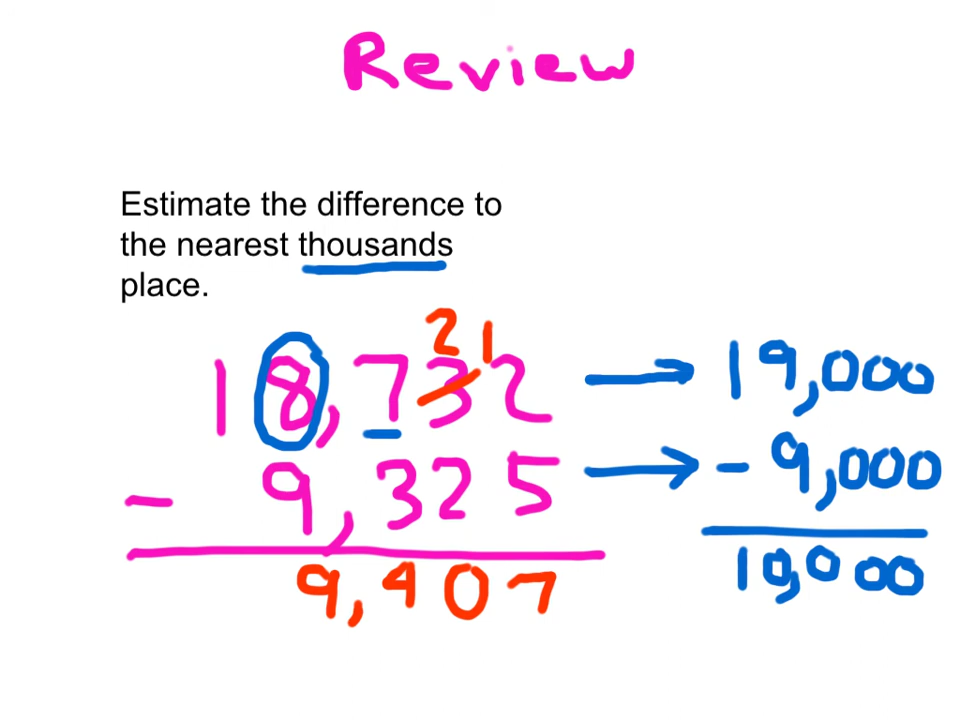 Review
Estimate the difference to
the nearest thousands
place.
2 1
18,732 → 19,000
- 9,325 → - 9,000
9,407 10,000